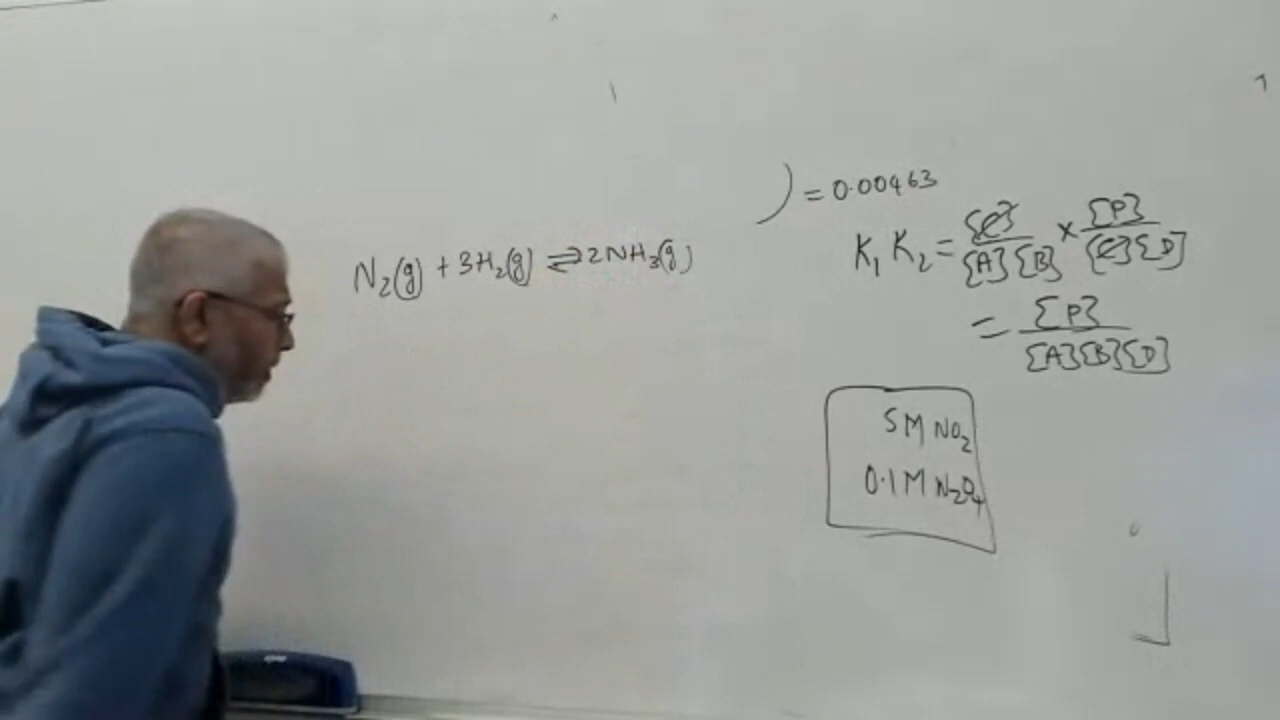 N₂(g) + 3H₂(g) ⇌ 2NH₃(g)
) = 0.00463
K₁ K₂ = {C}/{A}{B} × {P}/{C}{D}
= {P}/{A}{B}{D}
5 M NO₂
0.1 M N₂O₄